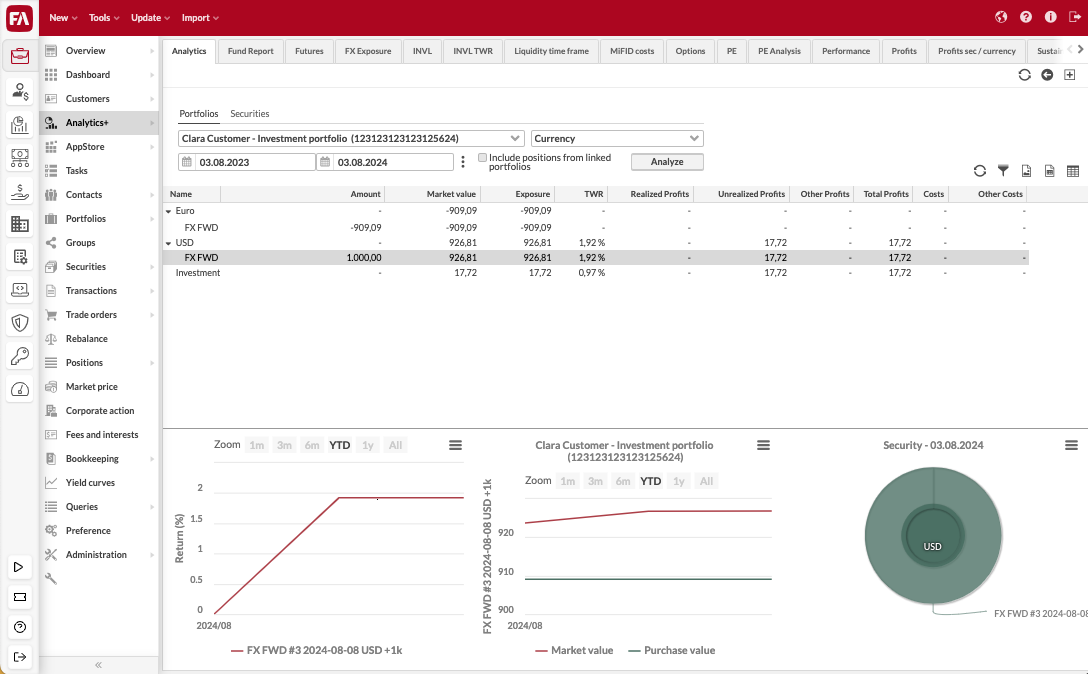 FA New Tools Update Import
Overview
Dashboard
Customers
Analytics+
AppStore
Tasks
Contacts
Portfolios
Groups
Securities
Transactions
Trade orders
Rebalance
Positions
Market price
Corporate action
Fees and interests
Bookkeeping
Yield curves
Queries
Preference
Administration
Analytics Fund Report Futures FX Exposure INVL INVL TWR Liquidity time frame MiFID costs Options PE PE Analysis Performance Profits Profits sec / currency
Portfolios Securities
Clara Customer - Investment portfolio (123123123123125624) Currency
03.08.2023 03.08.2024 Include positions from linked
portfolios
Analyze
Name Amount Market value Exposure TWR Realized Profits Unrealized Profits Other Profits Total Profits Costs Other Costs
Euro - -909,09 -909,09 - - - - - - -
FX FWD -909,09 -909,09 -909,09 - - - - - - -
USD - 926,81 926,81 1,92 % - 17,72 - 17,72 - -
FX FWD 1.000,00 926,81 926,81 1,92 % - 17,72 - 17,72 - -
Investment - 17,72 17,72 0,97 % - 17,72 - 17,72 - -
Zoom 1m 3m 6m YTD 1y All
Return (%)
2
1.5
1
0.5
0
2024/08
FX FWD #3 2024-08-08 USD +1k
Clara Customer - Investment portfolio
(123123123123125624)
Zoom 1m 3m 6m YTD 1y All
FX FWD #3 2024-08-08 USD +1k
920
910
900
2024/08
Market value Purchase value
Security - 03.08.2024
USD
FX FWD #3 2024-08-08